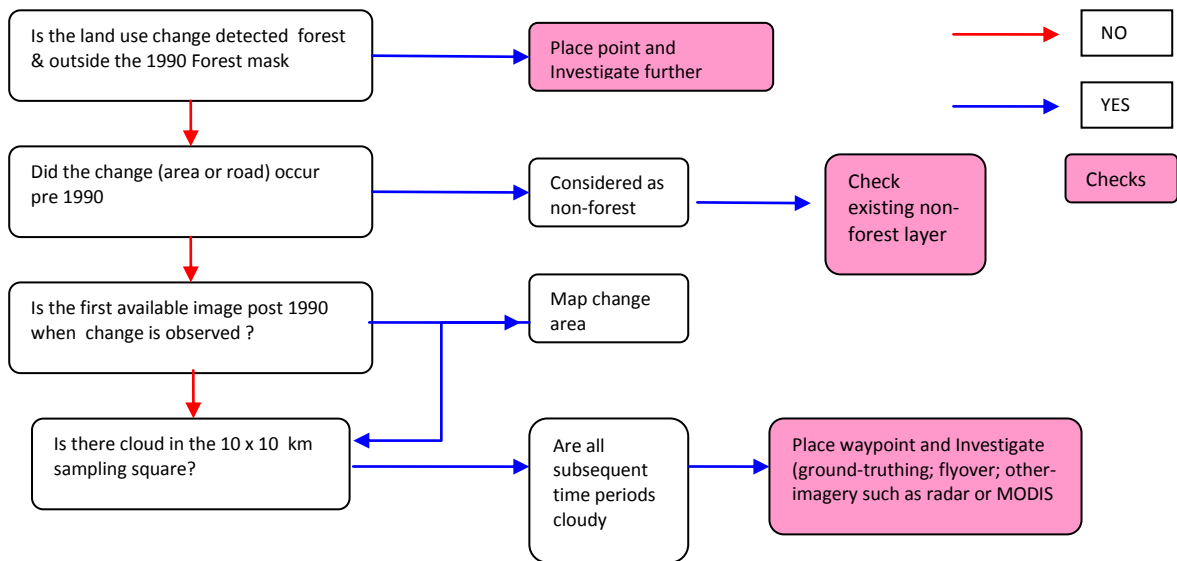 Is the land use change detected  forest
& outside the 1990 Forest mask
Place point and
Investigate further
NO
YES
Did the change (area or road) occur
pre 1990
Considered as
non-forest
Check
existing non-
forest layer
Checks
Is the first available image post 1990
when  change is observed ?
Map change
area
Is there cloud in the 10 x 10  km
sampling square?
Are all
subsequent
time periods
cloudy
Place waypoint and Investigate
(ground-truthing; flyover; other-
imagery such as radar or MODIS